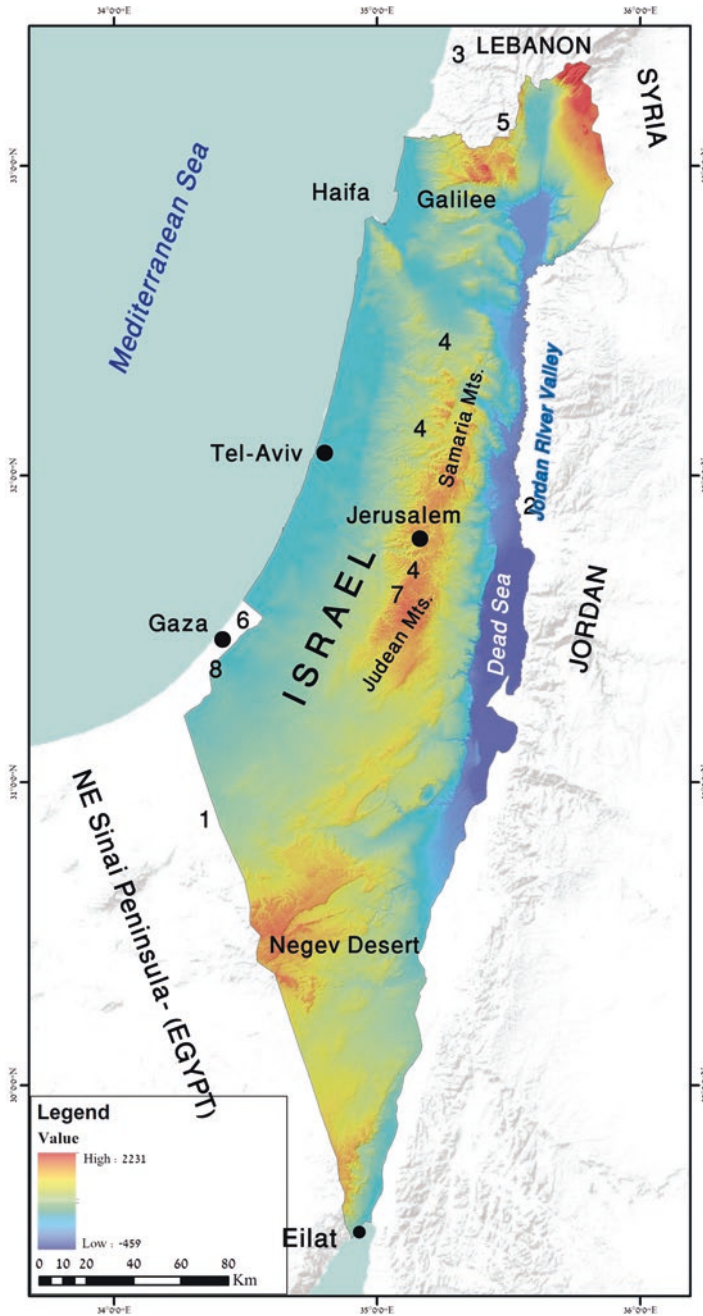 34°0'0"E
35°0'0"E
36°0'0"E
3
LEBANON
SYRIA
5
33°0'0"N
Haifa
Galilee
Mediterranean Sea
4
4
Samaria Mts.
Jordan River Valley
Tel-Aviv
32°0'0"N
2
Jerusalem
4
7
Judean Mts.
ISRAEL
Dead Sea
JORDAN
Gaza
6
8
31°0'0"N
1
NE Sinai Peninsula- (EGYPT)
Negev Desert
30°0'0"N
Legend
Value
High : 2231
Low : -459
0 10 20 40 60 80
Km
Eilat
34°0'0"E
35°0'0"E
36°0'0"E